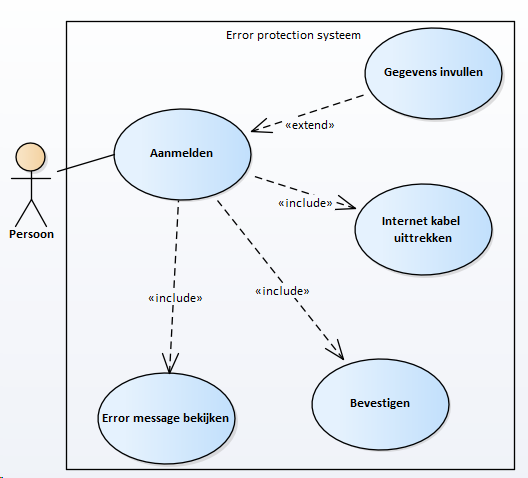 Error protection systeem
Gegevens invullen
«extend»
Aanmelden
«include»
Internet kabel
uittrekken
Persoon
«include»
«include»
Error message bekijken
Bevestigen